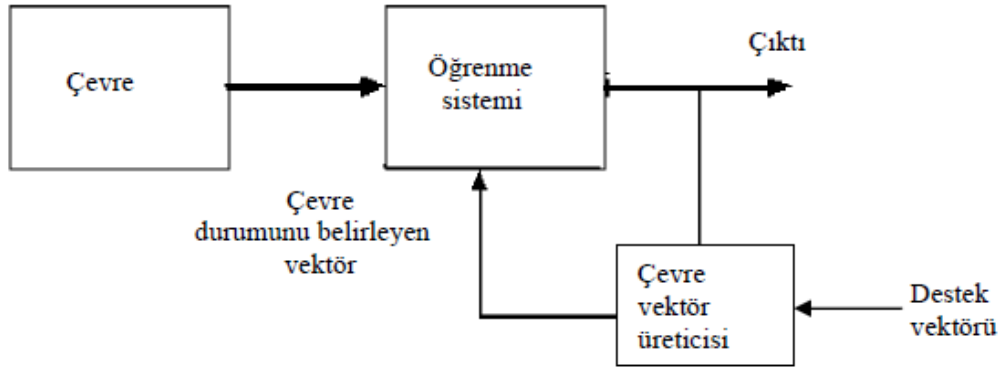 Çevre
Öğrenme
sistemi
Çıktı
Çevre
durumunu belirleyen
vektör
Çevre
vektör
üreticisi
Destek
vektörü